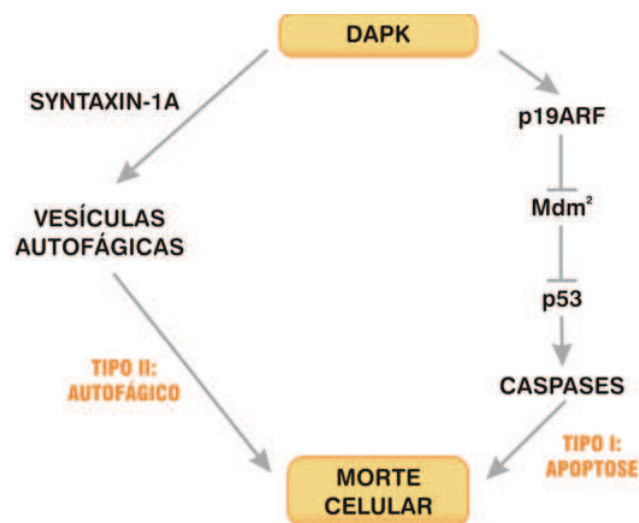 DAPK
SYNTAXIN-1A
p19ARF
VESÍCULAS
AUTOFÁGICAS
Mdm²
p53
TIPO II:
AUTOFÁGICO
CASPASES
TIPO I:
APOPTOSE
MORTE
CELULAR